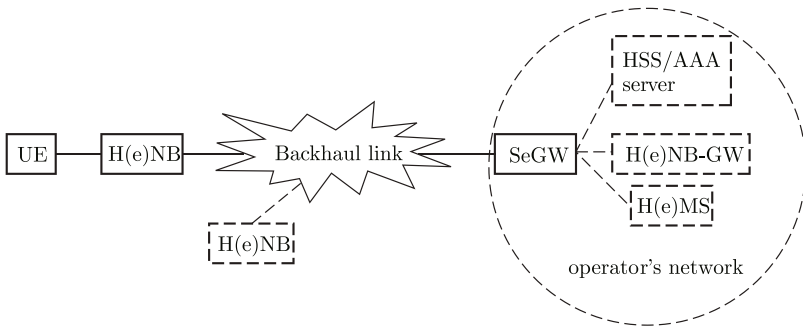 UE
H(e)NB
Backhaul link
H(e)NB
SeGW
HSS/AAA
server
H(e)NB-GW
H(e)MS
operator's network